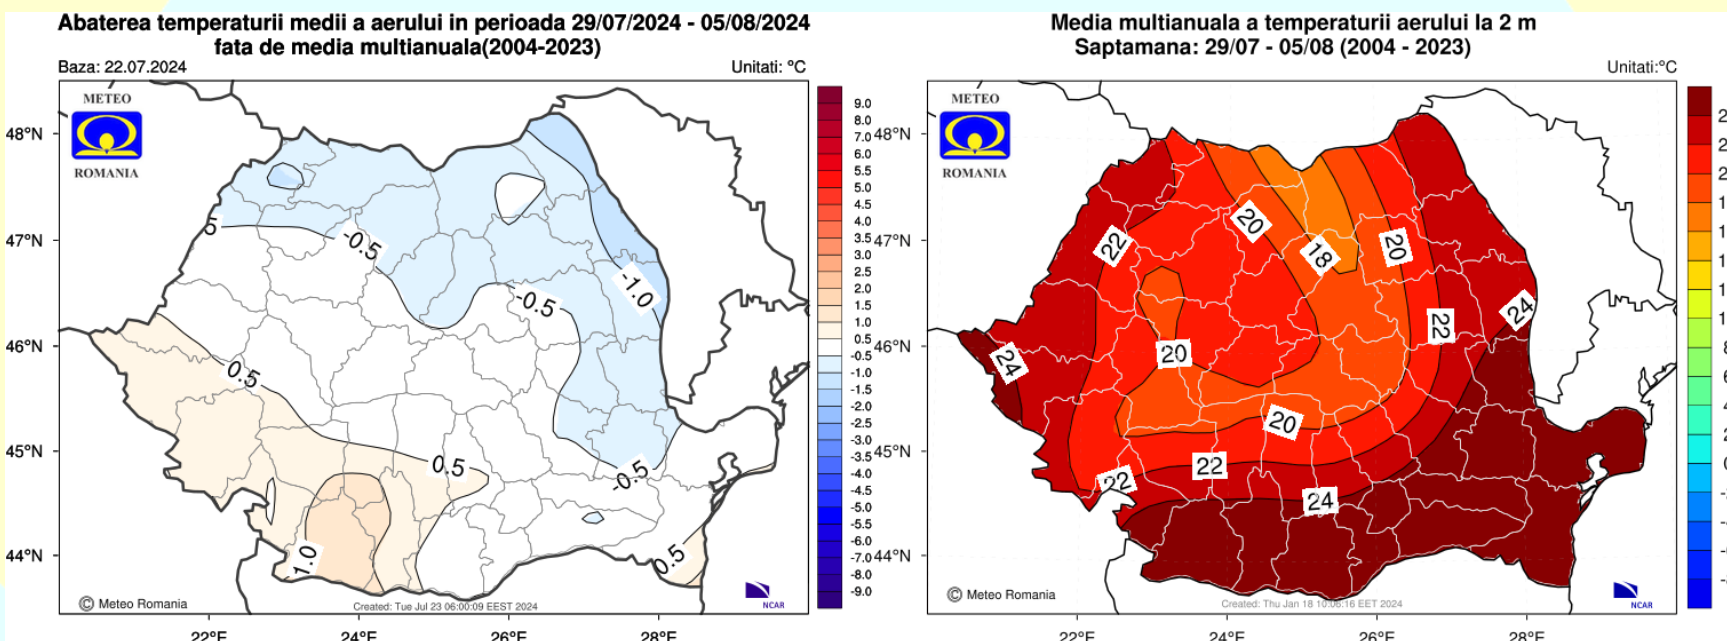 Abaterea temperaturii medii a aerului in perioada 29/07/2024 - 05/08/2024
fata de media multianuala(2004-2023)
Baza: 22.07.2024
Unitati: °C
METEO
ROMANIA
48°N
47°N
46°N
45°N
44°N
5
-0.5
-0.5
-1.0
0.5
0.5
-0.5
1.0
0.5
© Meteo Romania
Created: Tue Jul 23 06:00:09 EEST 2024
NCAR
22°E
24°E
26°E
28°E
9.0
8.0
7.0
6.0
5.5
5.0
4.5
4.0
3.5
3.0
2.5
2.0
1.5
1.0
0.5
-0.5
-1.0
-1.5
-2.0
-2.5
-3.0
-3.5
-4.0
-4.5
-5.0
-5.5
-6.0
-7.0
-8.0
-9.0
Media multianuala a temperaturii aerului la 2 m
Saptamana: 29/07 - 05/08 (2004 - 2023)
Unitati:°C
METEO
ROMANIA
48°N
47°N
46°N
45°N
44°N
22
20
18
20
24
22
24
20
20
22
22
24
© Meteo Romania
Created: Thu Jan 18 10:06:16 EET 2024
NCAR
22°E
24°E
26°E
28°E